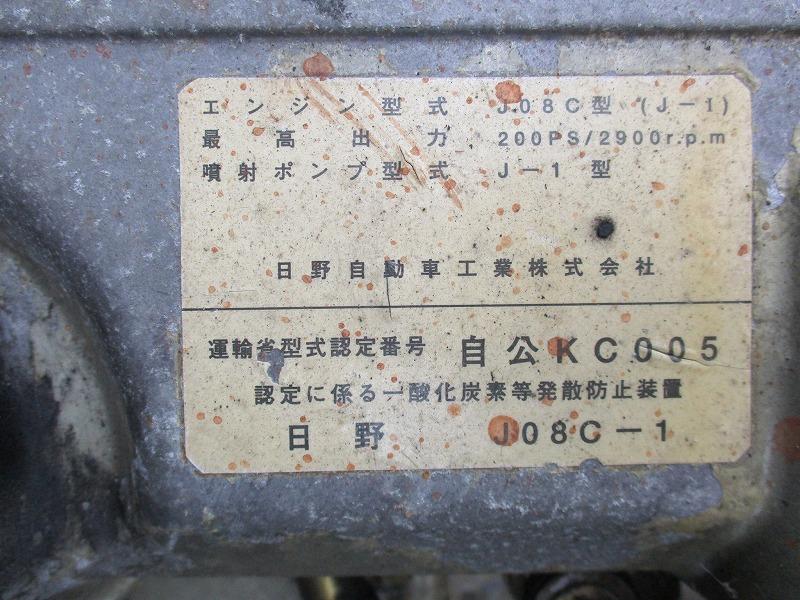 エンジン型式 J08C型 (J-1)
最高出力 200PS/2900r.p.m
噴射ポンプ型式 J-1型
日野自動車工業株式会社
運輸省型式認定番号 自公KC005
認定に係る一酸化炭素等発散防止装置
日野 J08C-1